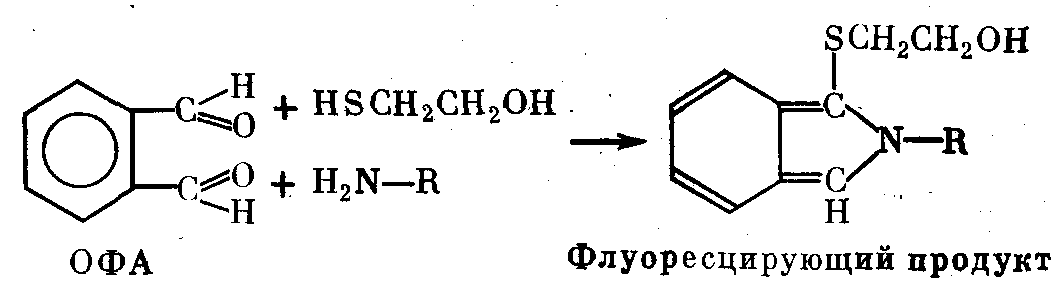 SCH₂CH₂OH
H
C
O
+ HSCH₂CH₂OH
C
N—R
C
O
H
+ H₂N—R
C
H
ОФА
Флуоресцирующий продукт